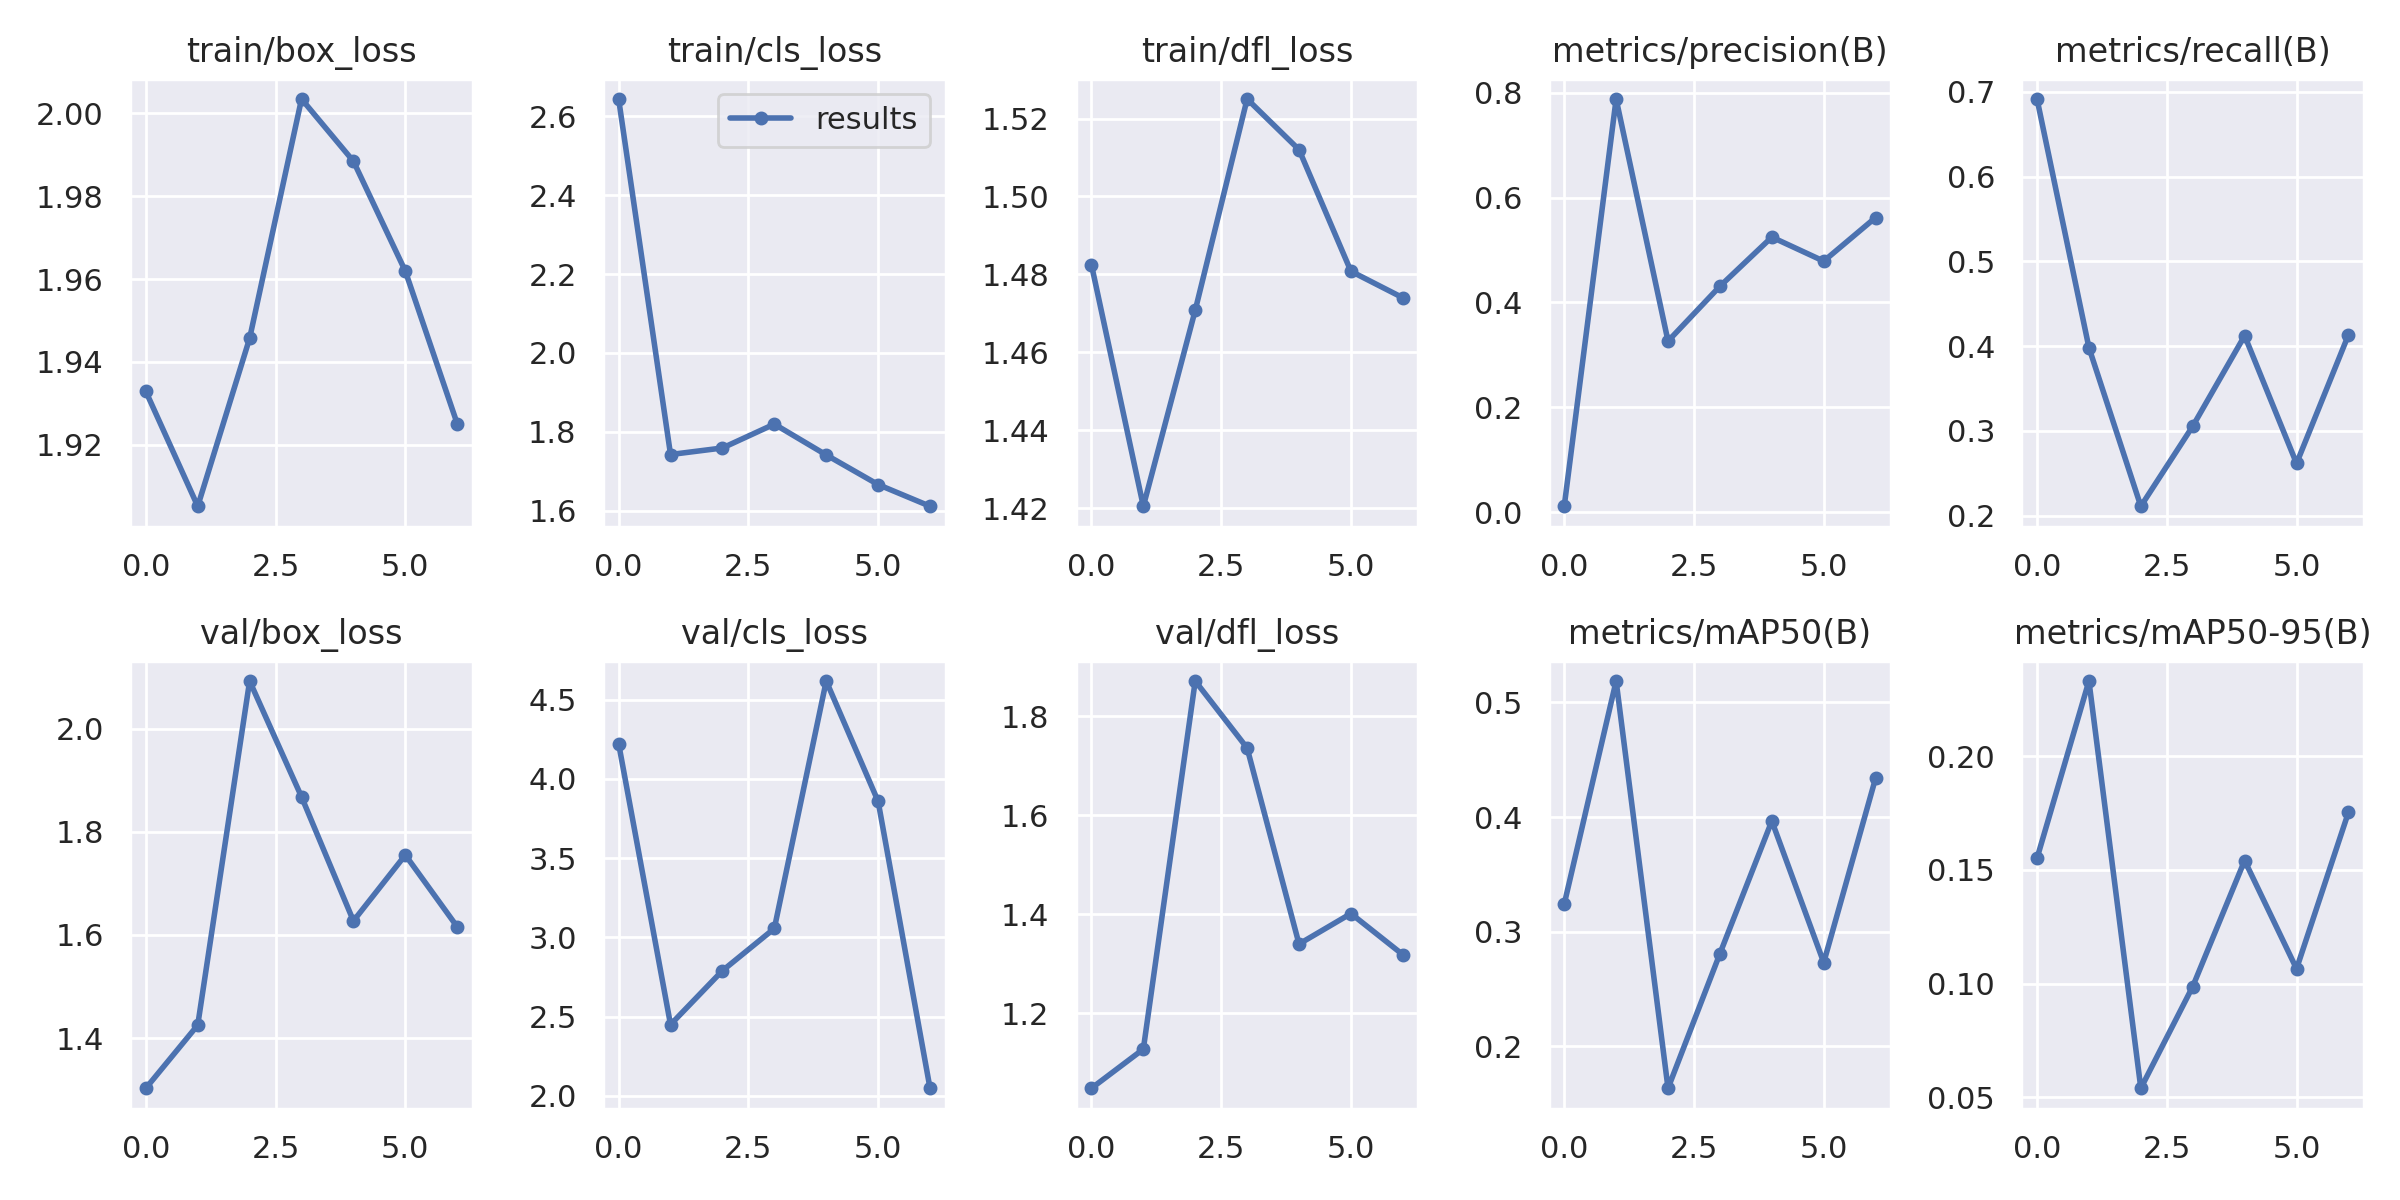 train/box_loss
2.00
1.98
1.96
1.94
1.92
0.0 2.5 5.0
train/cls_loss
results
2.6
2.4
2.2
2.0
1.8
1.6
0.0 2.5 5.0
train/dfl_loss
1.52
1.50
1.48
1.46
1.44
1.42
0.0 2.5 5.0
metrics/precision(B)
0.8
0.6
0.4
0.2
0.0
0.0 2.5 5.0
metrics/recall(B)
0.7
0.6
0.5
0.4
0.3
0.2
0.0 2.5 5.0
val/box_loss
2.0
1.8
1.6
1.4
0.0 2.5 5.0
val/cls_loss
4.5
4.0
3.5
3.0
2.5
2.0
0.0 2.5 5.0
val/dfl_loss
1.8
1.6
1.4
1.2
0.0 2.5 5.0
metrics/mAP50(B)
0.5
0.4
0.3
0.2
0.0 2.5 5.0
metrics/mAP50-95(B)
0.20
0.15
0.10
0.05
0.0 2.5 5.0